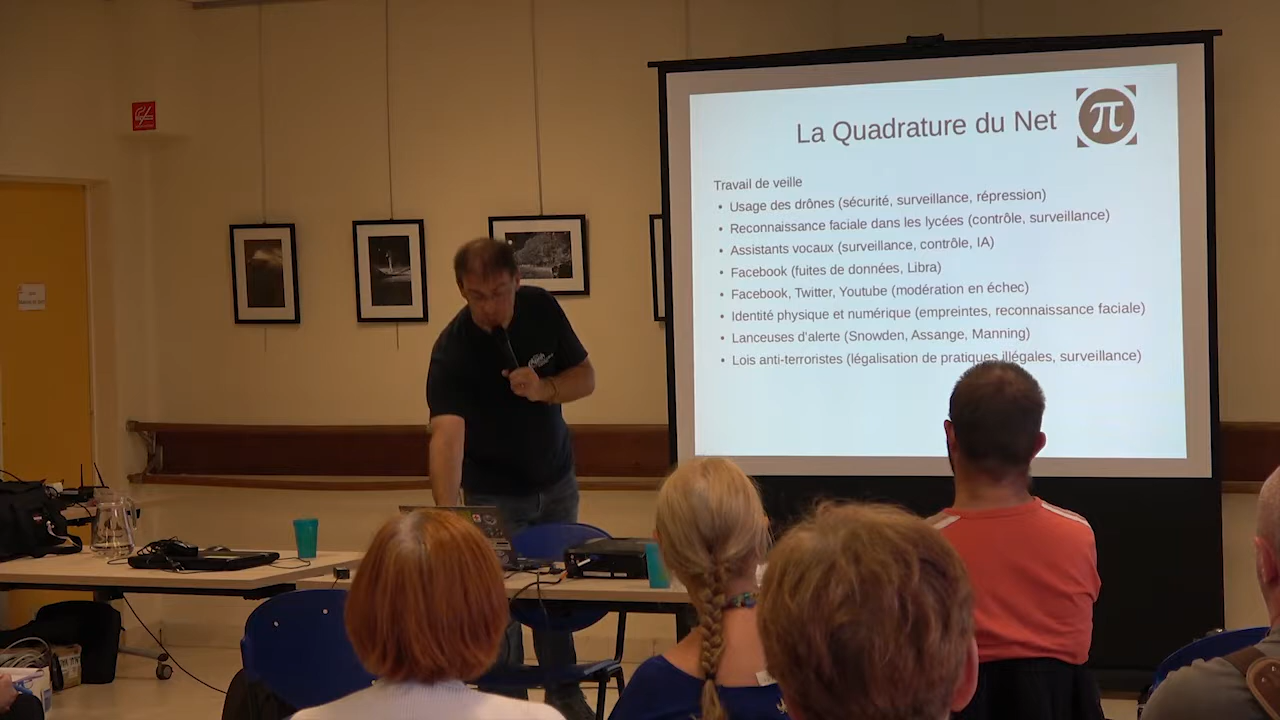 La Quadrature du Net
π
Travail de veille
• Usage des drônes (sécurité, surveillance, répression)
• Reconnaissance faciale dans les lycées (contrôle, surveillance)
• Assistants vocaux (surveillance, contrôle, IA)
• Facebook (fuites de données, Libra)
• Facebook, Twitter, Youtube (modération en échec)
• Identité physique et numérique (empreintes, reconnaissance faciale)
• Lanceuses d'alerte (Snowden, Assange, Manning)
• Lois anti-terroristes (légalisation de pratiques illégales, surveillance)